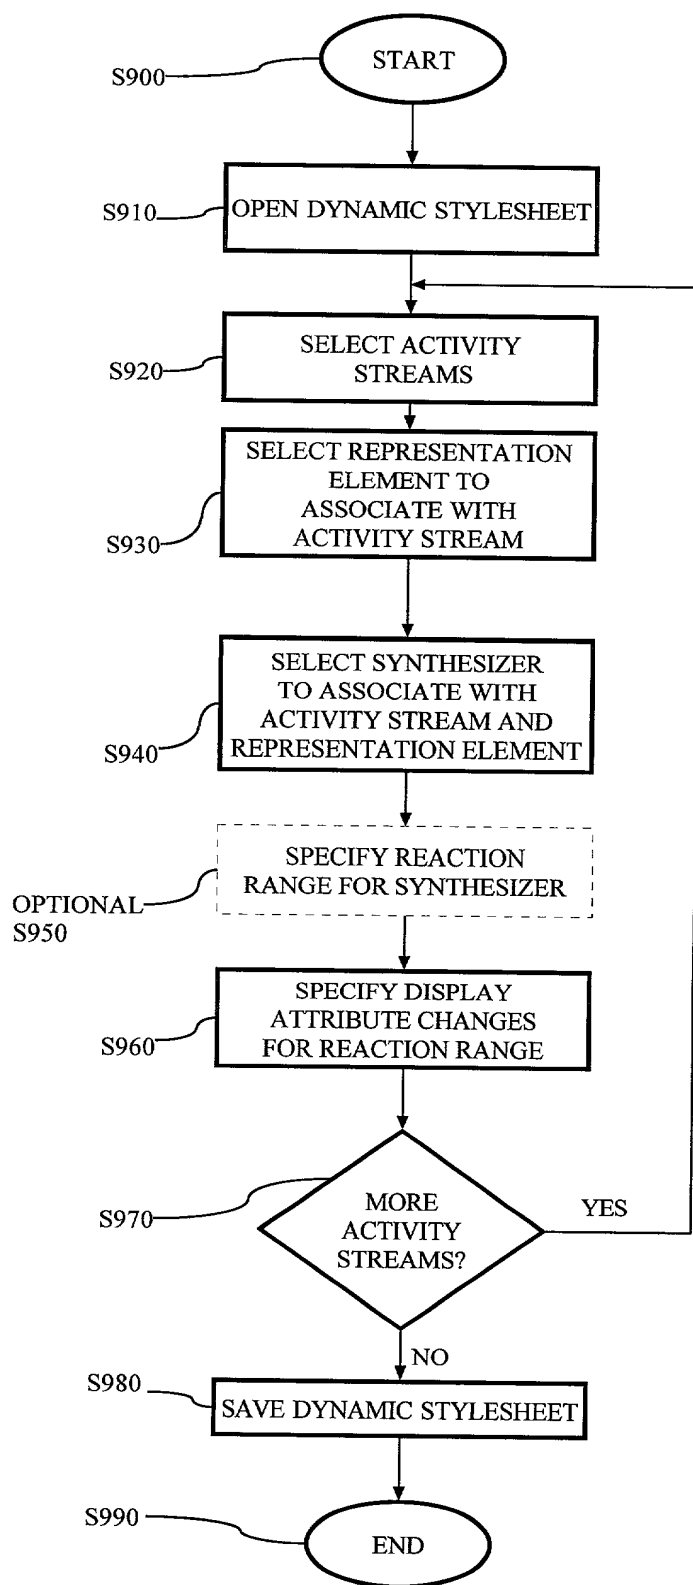 START
S900
OPEN DYNAMIC STYLESHEET
S910
SELECT ACTIVITY
STREAMS
S920
SELECT REPRESENTATION
ELEMENT TO
ASSOCIATE WITH
ACTIVITY STREAM
S930
SELECT SYNTHESIZER
TO ASSOCIATE WITH
ACTIVITY STREAM AND
REPRESENTATION ELEMENT
S940
SPECIFY REACTION
RANGE FOR SYNTHESIZER
OPTIONAL
S950
SPECIFY DISPLAY
ATTRIBUTE CHANGES
FOR REACTION RANGE
S960
MORE
ACTIVITY
STREAMS?
S970
YES
NO
SAVE DYNAMIC STYLESHEET
S980
END
S990